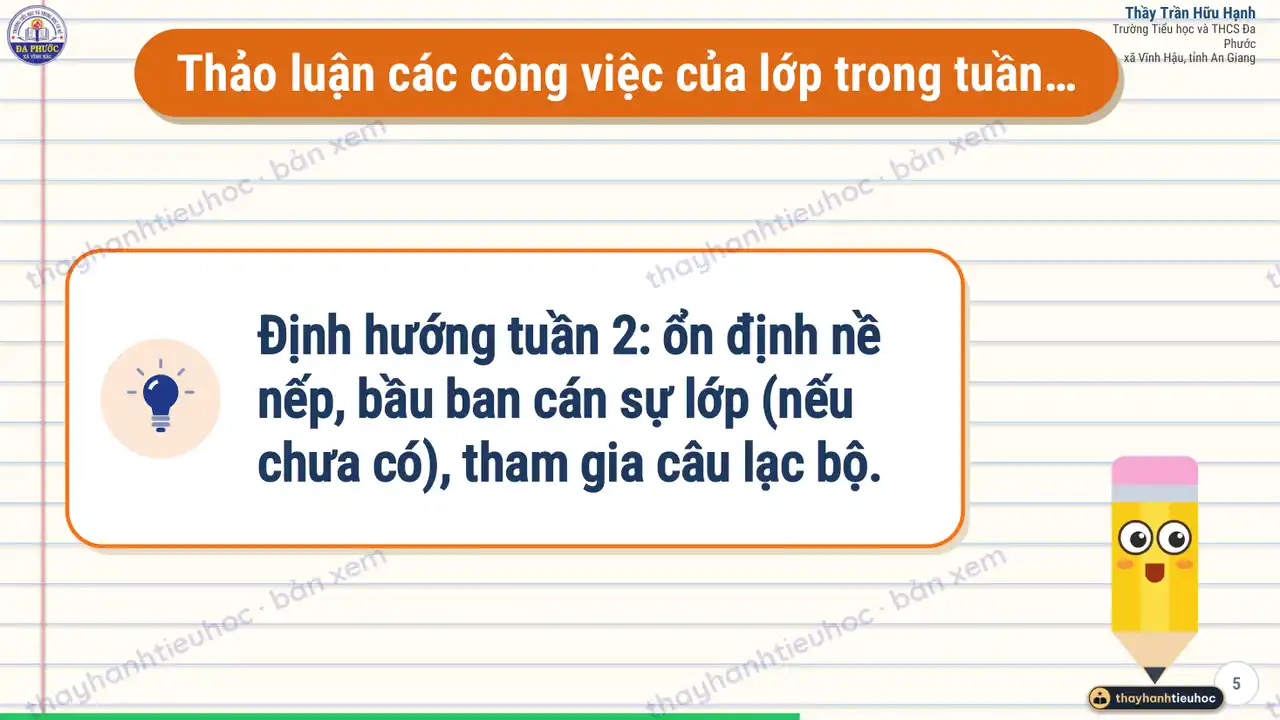 Thầy Trần Hữu Hạnh
Trường Tiểu học và THCS Đa
Phước
xã Vĩnh Hậu, tỉnh An Giang
ĐA PHƯỚC
XÃ VĨNH HẬU
Thảo luận các công việc của lớp trong tuần...
thayhanhtieuhoc · bản xem
thayhanhtieuhoc · bản xem
Định hướng tuần 2: ổn định nề
nếp, bầu ban cán sự lớp (nếu
chưa có), tham gia câu lạc bộ.
thayhanhtieuhoc · bản xem
thayhanhtieuhoc · bản xem
thayhanhtieuhoc
5